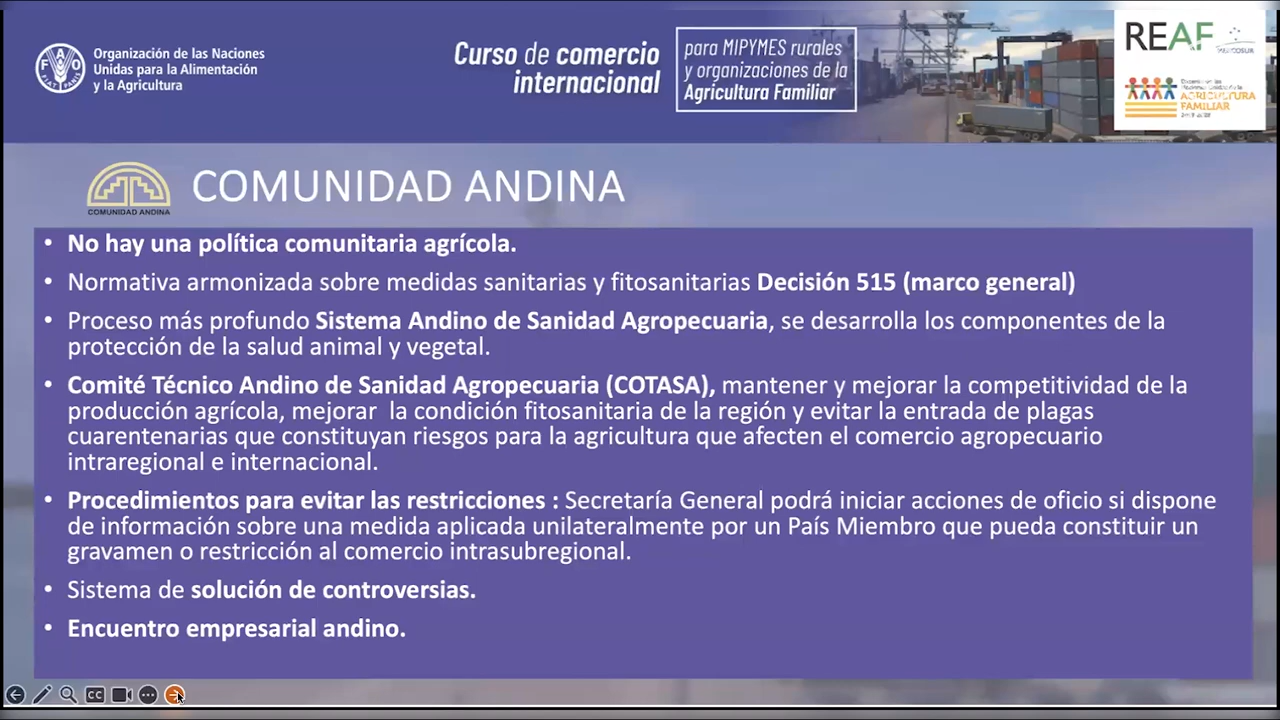 Organización de las Naciones
Unidas para la Alimentación
y la Agricultura
Curso de comercio
internacional
para MIPYMES rurales
y organizaciones de la
Agricultura Familiar
REAF
MERCOSUR
AGRICULTURA
FAMILIAR
COMUNIDAD ANDINA
COMUNIDAD ANDINA
• No hay una política comunitaria agrícola.
• Normativa armonizada sobre medidas sanitarias y fitosanitarias Decisión 515 (marco general)
• Proceso más profundo Sistema Andino de Sanidad Agropecuaria, se desarrolla los componentes de la
protección de la salud animal y vegetal.
• Comité Técnico Andino de Sanidad Agropecuaria (COTASA), mantener y mejorar la competitividad de la
producción agrícola, mejorar la condición fitosanitaria de la región y evitar la entrada de plagas
cuarentenarias que constituyan riesgos para la agricultura que afecten el comercio agropecuario
intraregional e internacional.
• Procedimientos para evitar las restricciones : Secretaría General podrá iniciar acciones de oficio si dispone
de información sobre una medida aplicada unilateralmente por un País Miembro que pueda constituir un
gravamen o restricción al comercio intrasubregional.
• Sistema de solución de controversias.
• Encuentro empresarial andino.
CC